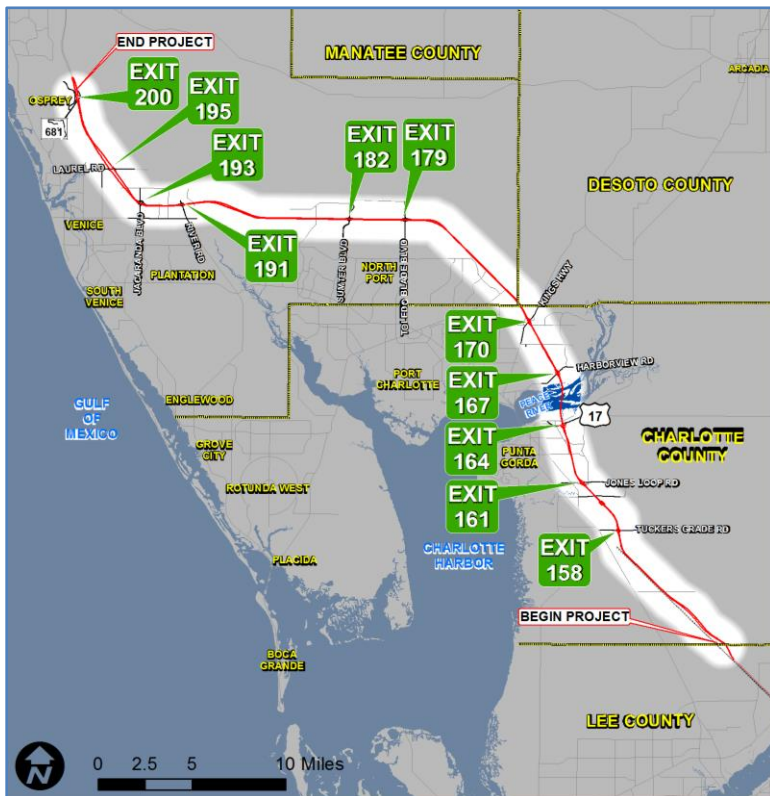 END PROJECT
MANATEE COUNTY
ARCADIA
EXIT
200
OSPREY
EXIT
195
681
EXIT
193
EXIT
182
EXIT
179
LAUREL RD
DESOTO COUNTY
VENICE
JACARANDA BLVD
RIVER RD
EXIT
191
PLANTATION
SUMTER BLVD
NORTH
PORT
TOLEDO BLADE BLVD
SOUTH
VENICE
KINGS HWY
EXIT
170
HARBORVIEW RD
PORT
CHARLOTTE
EXIT
167
ENGLEWOOD
PEACE
RIVER
17
GULF
OF
MEXICO
GROVE
CITY
EXIT
164
PUNTA
GORDA
CHARLOTTE
COUNTY
ROTUNDA WEST
EXIT
161
JONES LOOP RD
TUCKERS GRADE RD
CHARLOTTE
HARBOR
EXIT
158
PLACIDA
BEGIN PROJECT
BOCA
GRANDE
LEE COUNTY
N
0 2.5 5 10 Miles